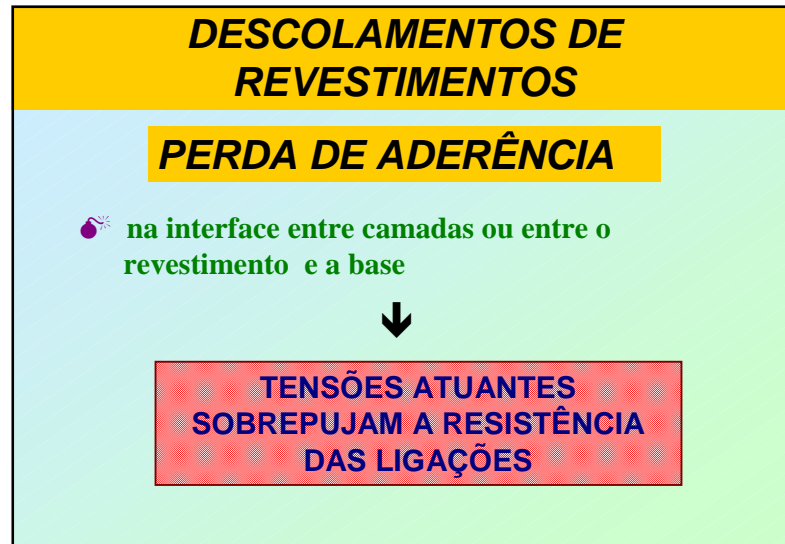 DESCOLAMENTOS DE
REVESTIMENTOS
PERDA DE ADERÊNCIA
na interface entre camadas ou entre o
revestimento e a base
TENSÕES ATUANTES
SOBREPUJAM A RESISTÊNCIA
DAS LIGAÇÕES